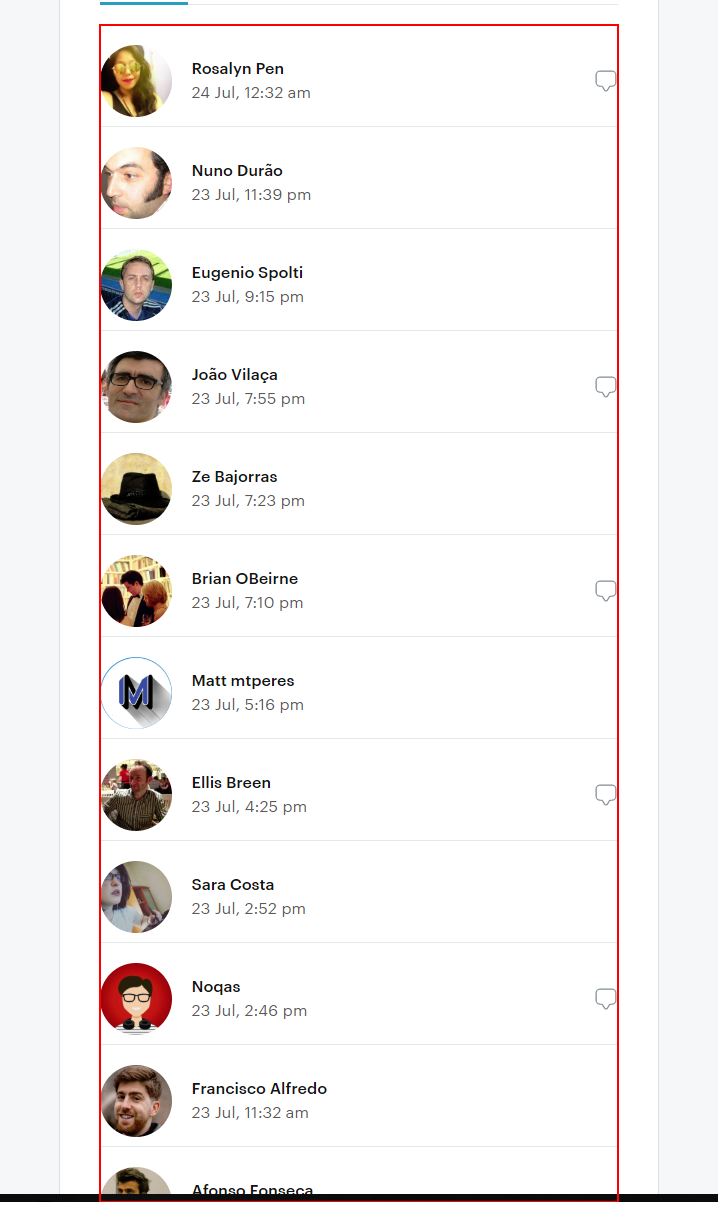 Rosalyn Pen
24 Jul, 12:32 am
Nuno Durão
23 Jul, 11:39 pm
Eugenio Spolti
23 Jul, 9:15 pm
João Vilaça
23 Jul, 7:55 pm
Ze Bajorras
23 Jul, 7:23 pm
Brian OBeirne
23 Jul, 7:10 pm
M
Matt mtperes
23 Jul, 5:16 pm
Ellis Breen
23 Jul, 4:25 pm
Sara Costa
23 Jul, 2:52 pm
Noqas
23 Jul, 2:46 pm
Francisco Alfredo
23 Jul, 11:32 am
Afonso Fonseca